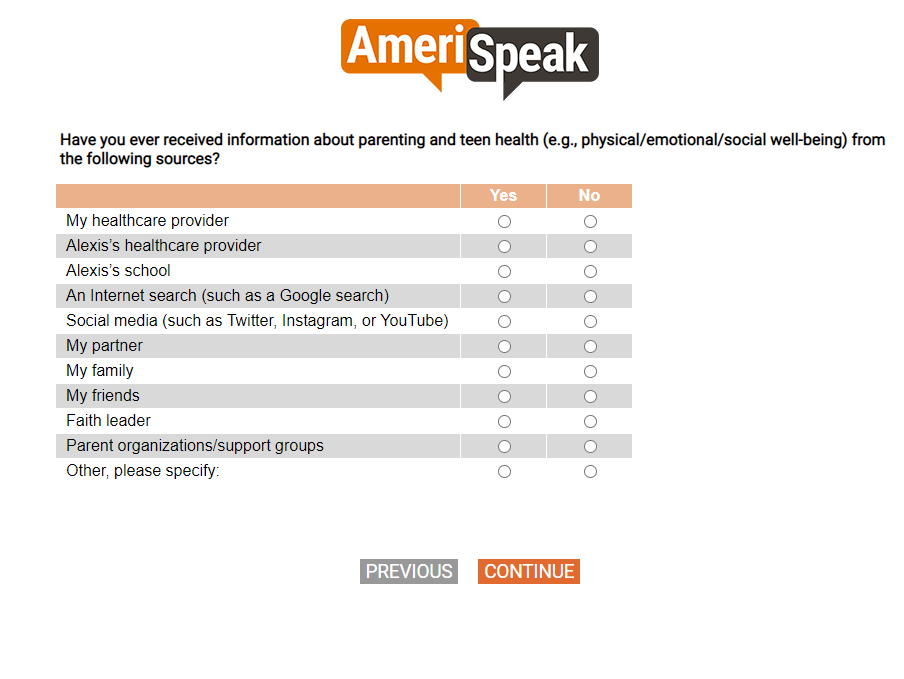 AmeriSpeak
Have you ever received information about parenting and teen health (e.g., physical/emotional/social well-being) from
the following sources?
Yes No
My healthcare provider
Alexis’s healthcare provider
Alexis’s school
An Internet search (such as a Google search)
Social media (such as Twitter, Instagram, or YouTube)
My partner
My family
My friends
Faith leader
Parent organizations/support groups
Other, please specify:
PREVIOUS CONTINUE